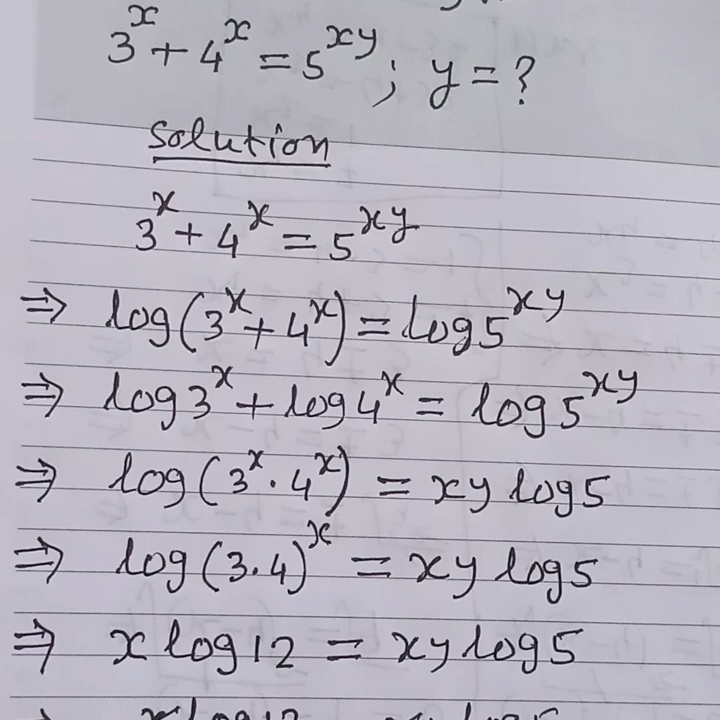 3^x + 4^x = 5^xy ; y = ?
Solution
3^x + 4^x = 5^xy
⇒ log(3^x + 4^x) = log5^xy
⇒ log3^x + log4^x = log5^xy
⇒ log(3^x · 4^x) = xy log5
⇒ log(3.4)^x = xy log5
⇒ x log12 = xy log5